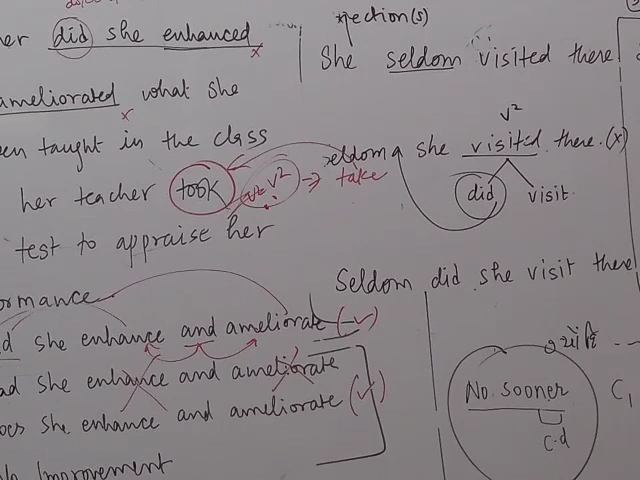 did she enhanced
x
ameliorated what she
x
taught in the class
her teacher took V² → take
test to appraise her
she enhance and ameliorate (✓)
she enhance and ameliorate
she enhance and ameliorate (✓)
Improvement
She seldom visited there
V²
seldom she visited there. (x)
did visit
Seldom did she visit there
No sooner
C.d
C₁